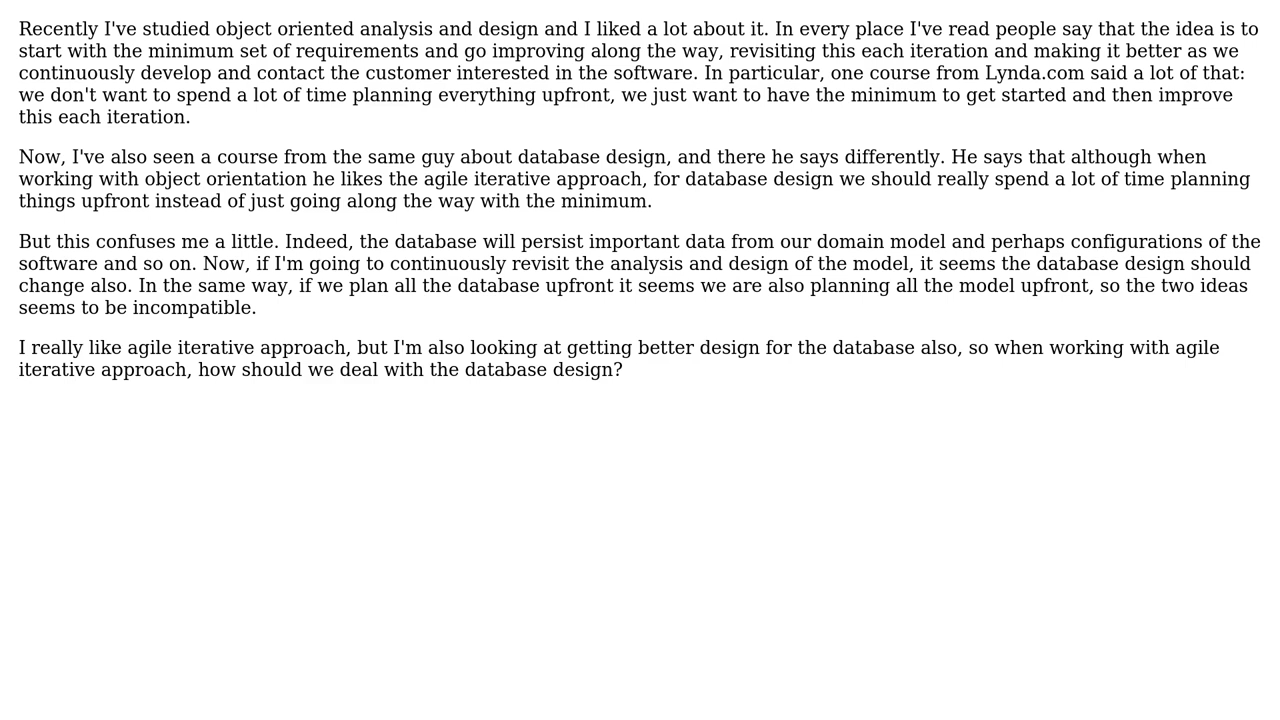 Recently I've studied object oriented analysis and design and I liked a lot about it. In every place I've read people say that the idea is to
start with the minimum set of requirements and go improving along the way, revisiting this each iteration and making it better as we
continuously develop and contact the customer interested in the software. In particular, one course from Lynda.com said a lot of that:
we don't want to spend a lot of time planning everything upfront, we just want to have the minimum to get started and then improve
this each iteration.
Now, I've also seen a course from the same guy about database design, and there he says differently. He says that although when
working with object orientation he likes the agile iterative approach, for database design we should really spend a lot of time planning
things upfront instead of just going along the way with the minimum.
But this confuses me a little. Indeed, the database will persist important data from our domain model and perhaps configurations of the
software and so on. Now, if I'm going to continuously revisit the analysis and design of the model, it seems the database design should
change also. In the same way, if we plan all the database upfront it seems we are also planning all the model upfront, so the two ideas
seems to be incompatible.
I really like agile iterative approach, but I'm also looking at getting better design for the database also, so when working with agile
iterative approach, how should we deal with the database design?